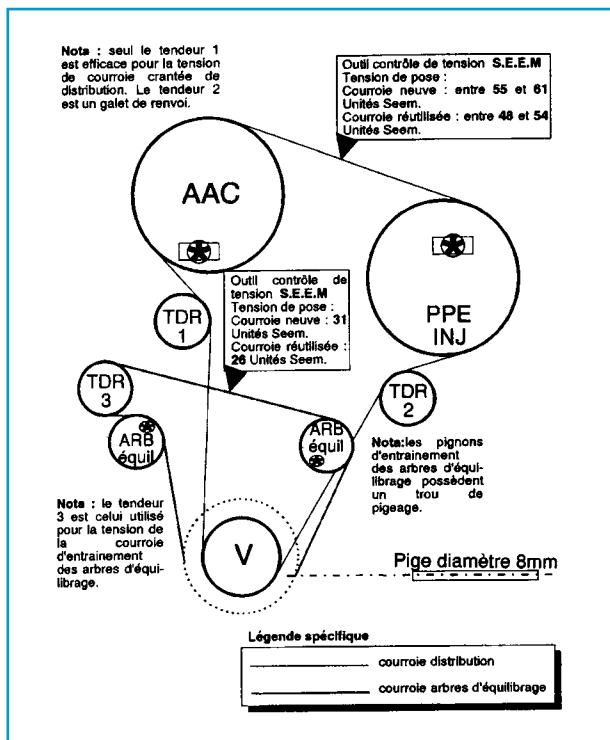 Nota : seul le tendeur 1
est efficace pour la tension
de courroie crantée de
distribution. Le tendeur 2
est un galet de renvoi.
Outil contrôle de tension S.E.E.M
Tension de pose :
Courroie neuve : entre 55 et 61
Unités Seem.
Courroie réutilisée : entre 48 et 54
Unités Seem.
AAC
PPE
INJ
Outil contrôle de
tension S.E.E.M
Tension de pose :
Courroie neuve : 31
Unités Seem.
Courroie réutilisée :
26 Unités Seem.
TDR
1
TDR
3
TDR
2
ARB
équil
ARB
équil
Nota:les pignons
d'entrainement
des arbres d'équi-
librage possèdent
un trou de
pigeage.
Nota : le tendeur
3 est celui utilisé
pour la tension de
la courroie
d'entrainement
des arbres d'équi-
librage.
V
Pige diamètre 8mm
Légende spécifique
courroie distribution
courroie arbres d'équilibrage